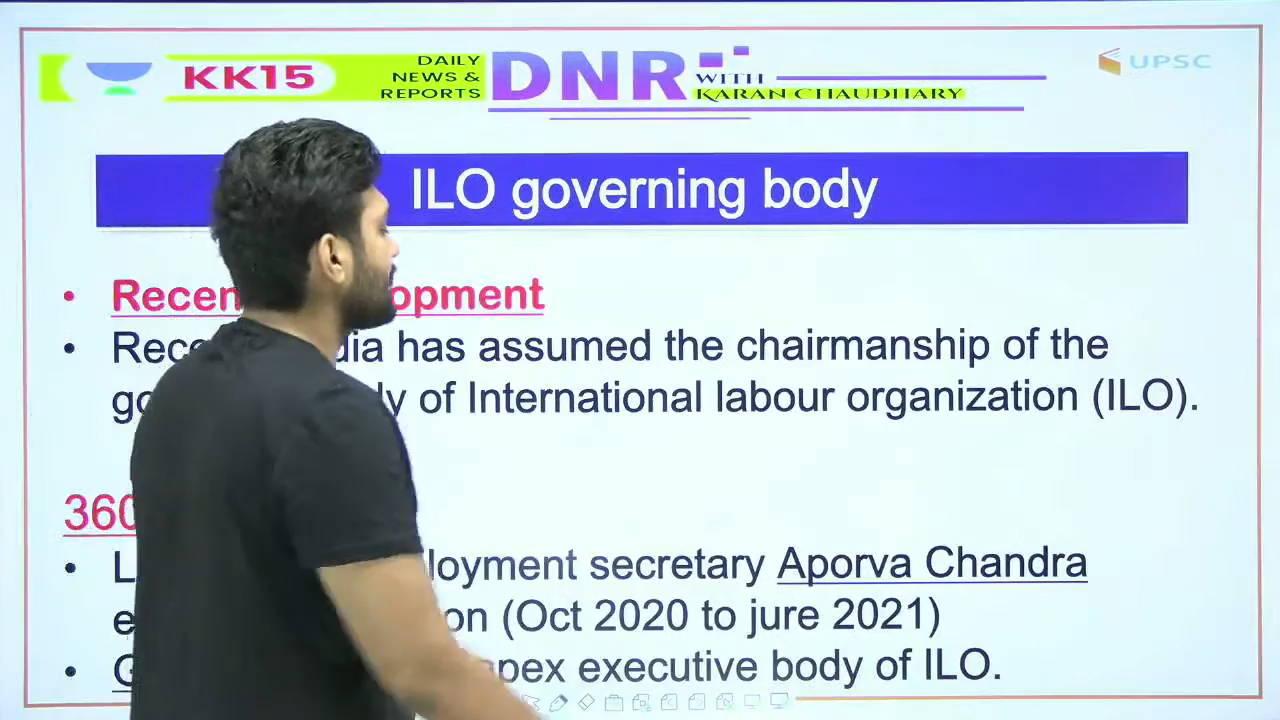 KK15
DAILY
NEWS &
REPORTS
DNR
WITH
KARAN CHAUDHARY
UPSC
ILO governing body
• Recen opment
• Rece dia has assumed the chairmanship of the
go y of International labour organization (ILO).
360
• L loyment secretary Aporva Chandra
e on (Oct 2020 to jure 2021)
• G apex executive body of ILO.